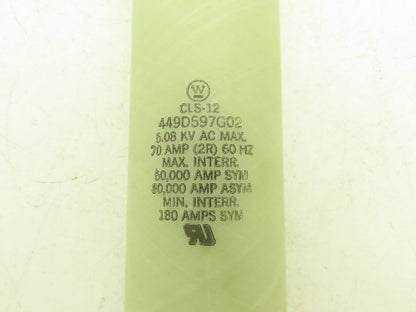 W
CLS-12
449D597G02
5.08 KV AC MAX.
70 AMP (2R) 60 HZ
MAX. INTERR.
50,000 AMP SYM
80,000 AMP ASYM
MIN. INTERR.
180 AMPS SYM